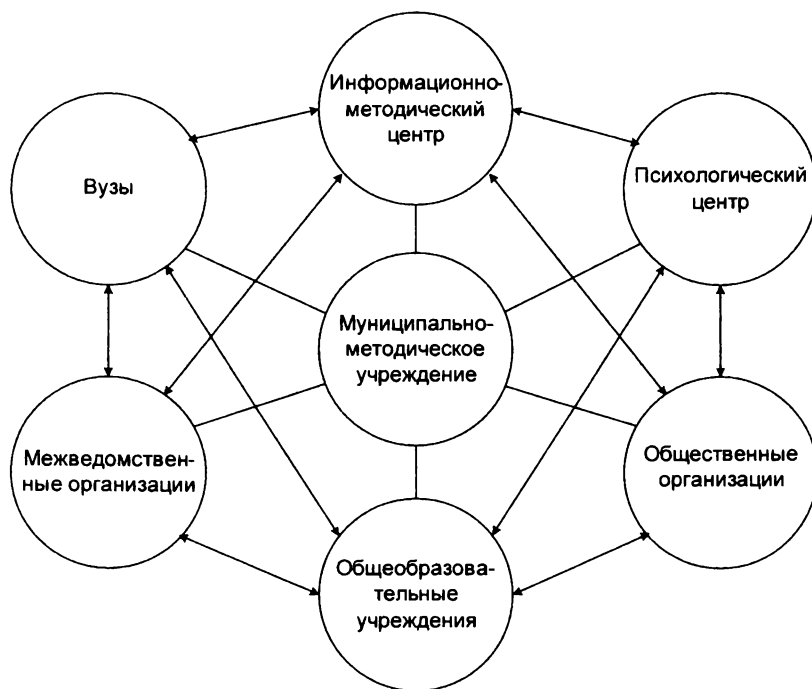 Информационно-
методический
центр
Вузы
Психологический
центр
Муниципально-
методическое
учреждение
Межведомствен-
ные организации
Общественные
организации
Общеобразова-
тельные
учреждения